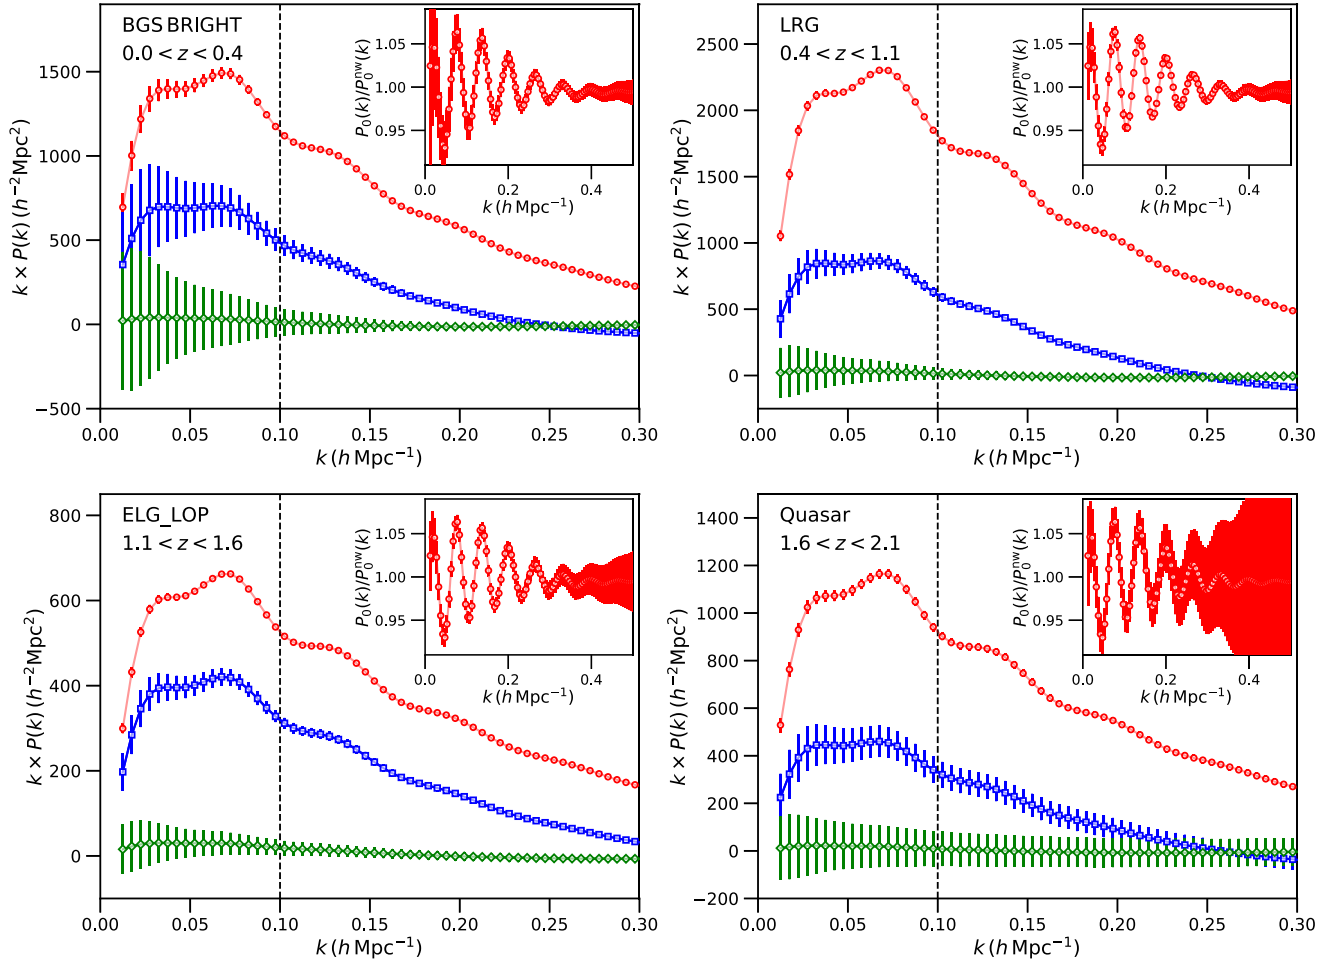 BGS BRIGHT
0.0 < z < 0.4
k × P(k) (h⁻²Mpc²)
1500
1000
500
0
−500
0.00 0.05 0.10 0.15 0.20 0.25 0.30
k (h Mpc⁻¹)
P₀(k)/P₀ⁿʷ(k)
1.05
1.00
0.95
0.0 0.2 0.4
k (h Mpc⁻¹)
LRG
0.4 < z < 1.1
k × P(k) (h⁻²Mpc²)
2500
2000
1500
1000
500
0
0.00 0.05 0.10 0.15 0.20 0.25 0.30
k (h Mpc⁻¹)
P₀(k)/P₀ⁿʷ(k)
1.05
1.00
0.95
0.0 0.2 0.4
k (h Mpc⁻¹)
ELG_LOP
1.1 < z < 1.6
k × P(k) (h⁻²Mpc²)
800
600
400
200
0
0.00 0.05 0.10 0.15 0.20 0.25 0.30
k (h Mpc⁻¹)
P₀(k)/P₀ⁿʷ(k)
1.05
1.00
0.95
0.0 0.2 0.4
k (h Mpc⁻¹)
Quasar
1.6 < z < 2.1
k × P(k) (h⁻²Mpc²)
1400
1200
1000
800
600
400
200
0
−200
0.00 0.05 0.10 0.15 0.20 0.25 0.30
k (h Mpc⁻¹)
P₀(k)/P₀ⁿʷ(k)
1.05
1.00
0.95
0.0 0.2 0.4
k (h Mpc⁻¹)